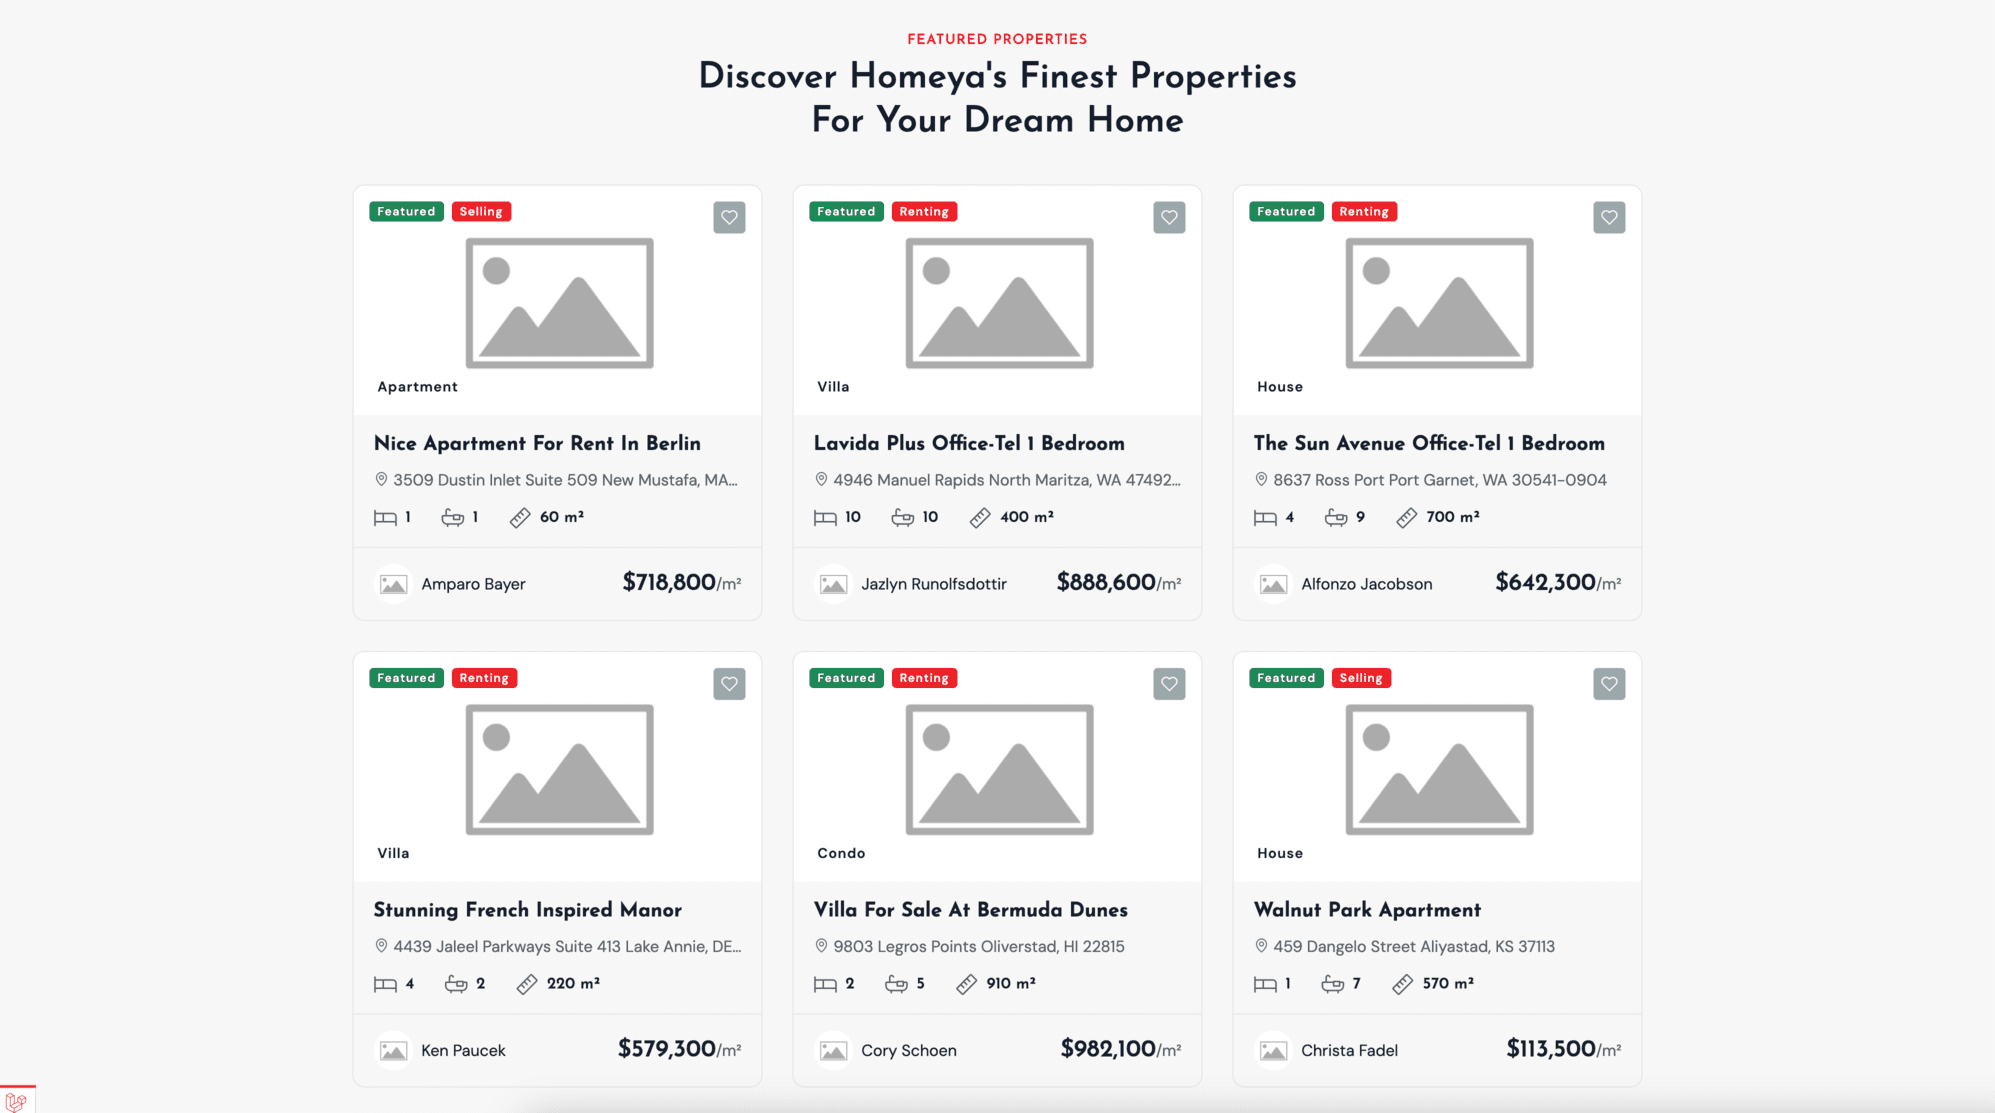 FEATURED PROPERTIES
Discover Homeya's Finest Properties
For Your Dream Home
Featured Selling
Apartment
Nice Apartment For Rent In Berlin
3509 Dustin Inlet Suite 509 New Mustafa, MA...
1 1 60 m²
Amparo Bayer $718,800/m²
Featured Renting
Villa
Lavida Plus Office-Tel 1 Bedroom
4946 Manuel Rapids North Maritza, WA 47492...
10 10 400 m²
Jazlyn Runolfsdottir $888,600/m²
Featured Renting
House
The Sun Avenue Office-Tel 1 Bedroom
8637 Ross Port Port Garnet, WA 30541-0904
4 9 700 m²
Alfonzo Jacobson $642,300/m²
Featured Renting
Villa
Stunning French Inspired Manor
4439 Jaleel Parkways Suite 413 Lake Annie, DE...
4 2 220 m²
Ken Paucek $579,300/m²
Featured Renting
Condo
Villa For Sale At Bermuda Dunes
9803 Legros Points Oliverstad, HI 22815
2 5 910 m²
Cory Schoen $982,100/m²
Featured Selling
House
Walnut Park Apartment
459 Dangelo Street Aliyastad, KS 37113
1 7 570 m²
Christa Fadel $113,500/m²